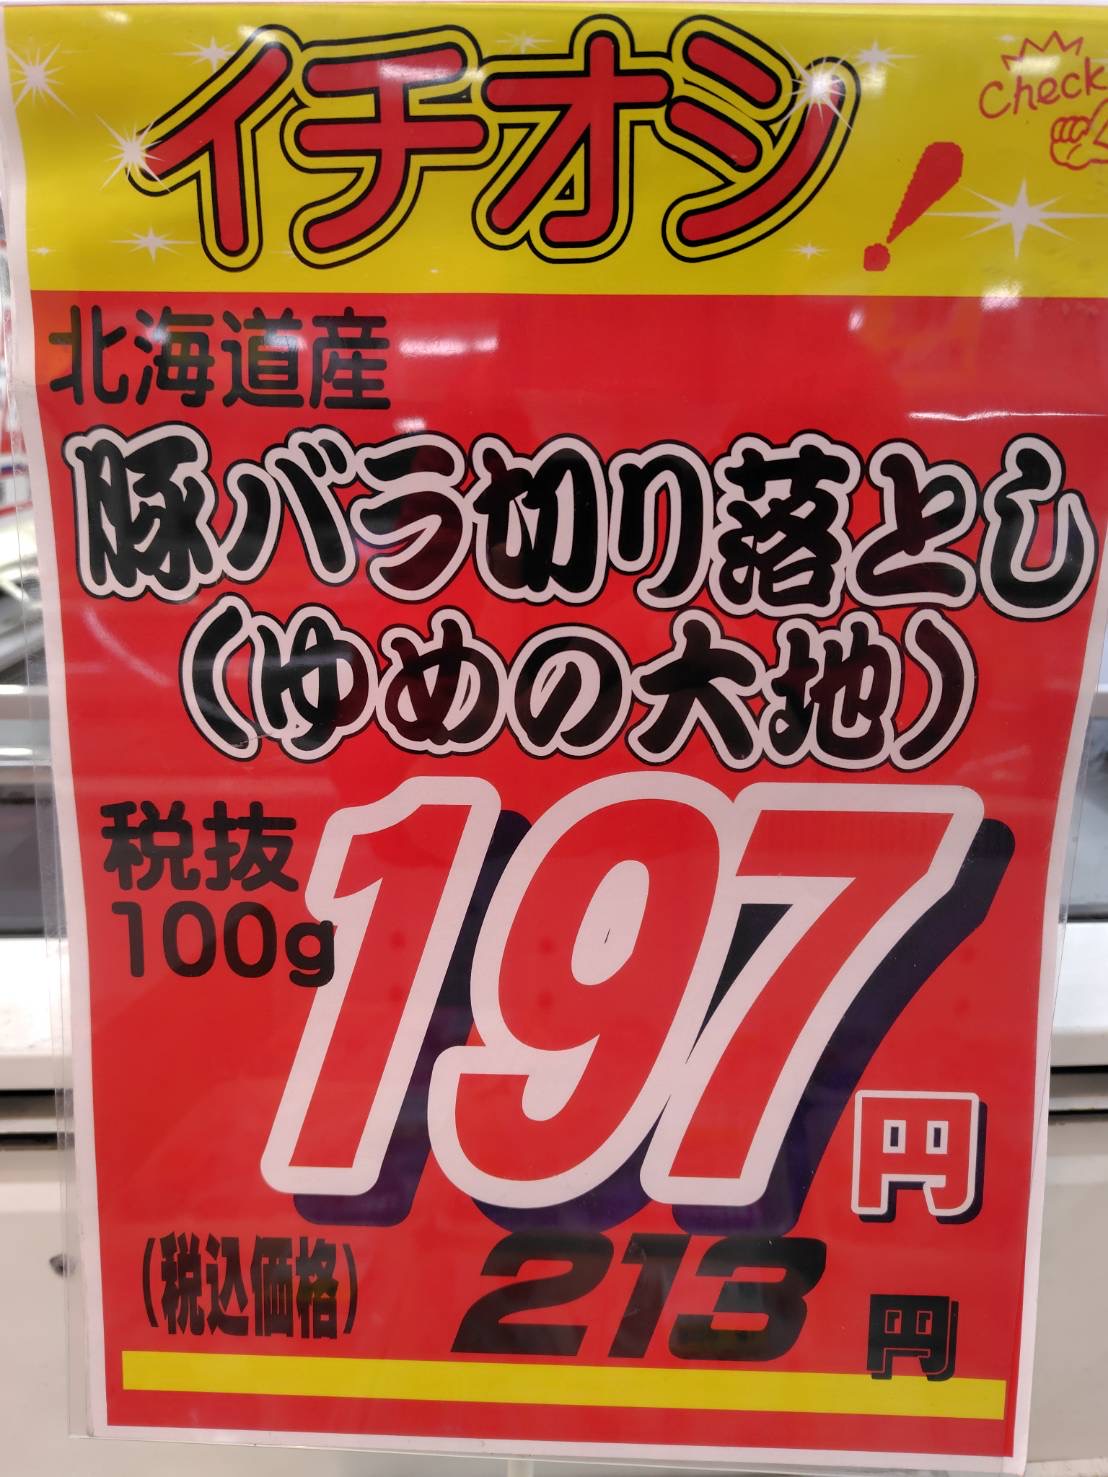 イチオシ!
Check
北海道産
豚バラ切り落とし
(ゆめの大地)
税抜
100g
197円
(税込価格) 213円